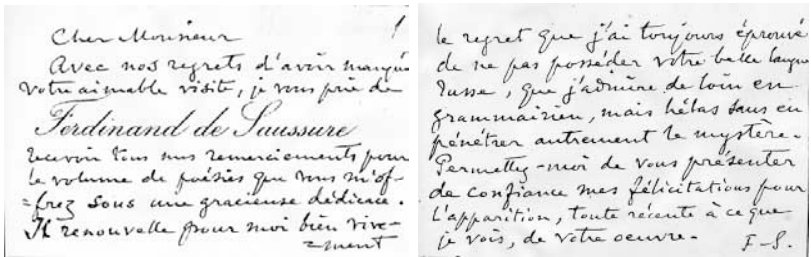 Cher Monsieur
Avec nos regrets d'avoir manqué
votre aimable visite, je vous prie de
Ferdinand de Saussure
recevoir tous mes remerciements pour
le volume de poésies que vous m'of-
=frez sous une gracieuse dédicace.
Il renouvelle pour moi bien vive-
=ment
le regret que j'ai toujours éprouvé
de ne pas posséder votre belle langue
russe, que j'admire de loin en
grammairien, mais hélas sans en
pénétrer autrement le mystère.
Permettez-moi de vous présenter
de confiance mes félicitations pour
l'apparition, toute récente à ce que
je vois, de votre oeuvre.
F.-S.